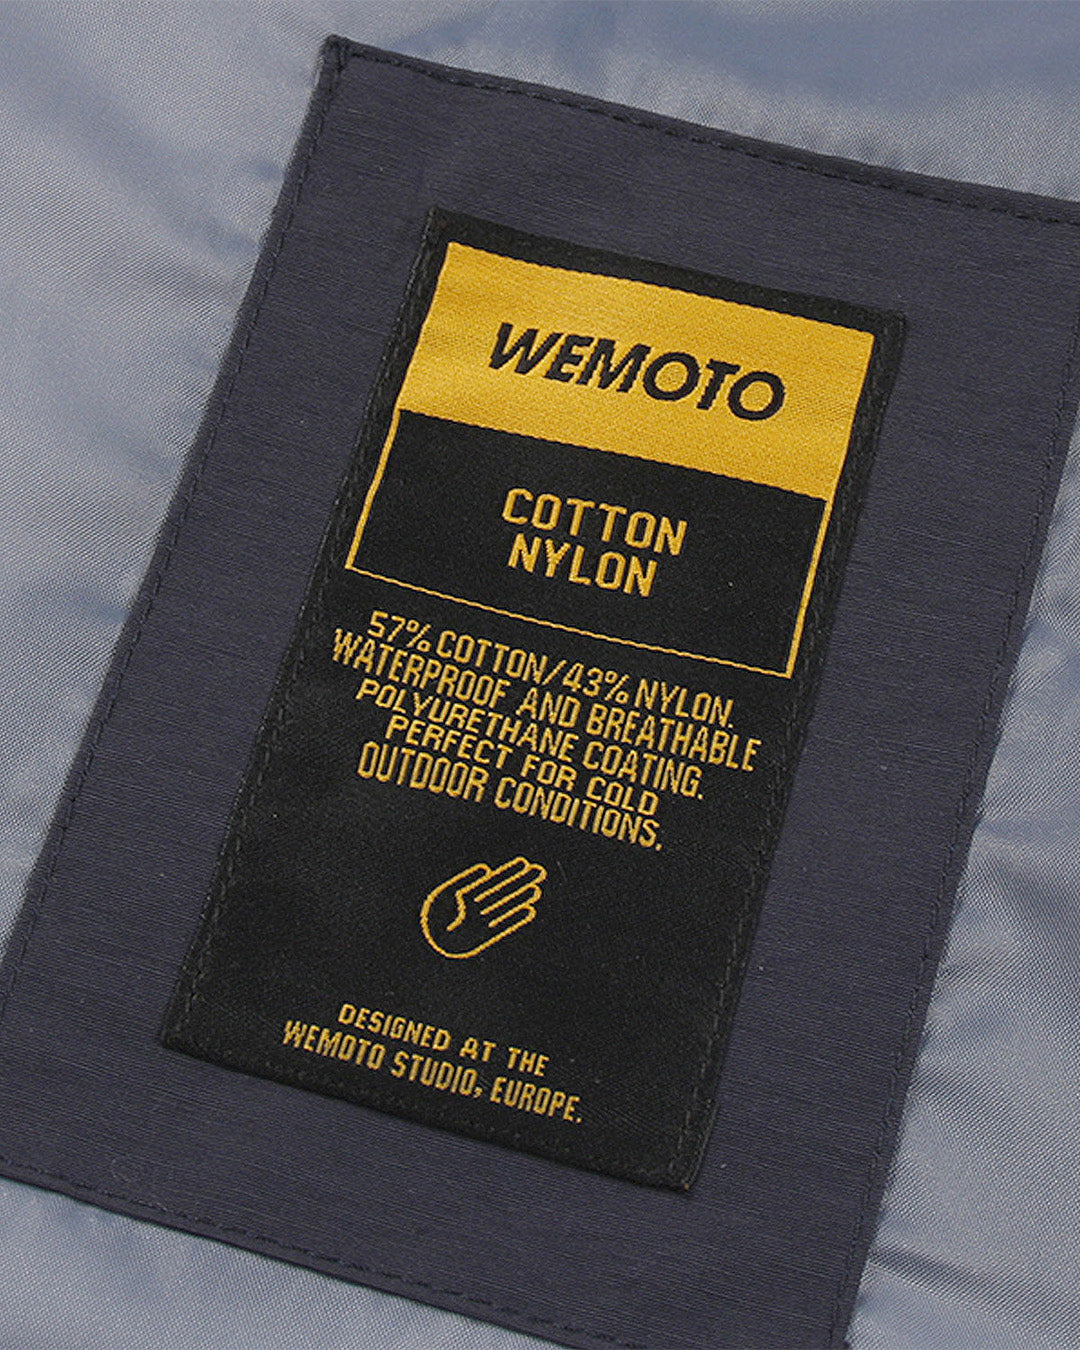 WEMOTO
COTTON
NYLON
57% COTTON/43% NYLON.
WATERPROOF AND BREATHABLE
POLYURETHANE COATING.
PERFECT FOR COLD
OUTDOOR CONDITIONS.
DESIGNED AT THE
WEMOTO STUDIO, EUROPE.